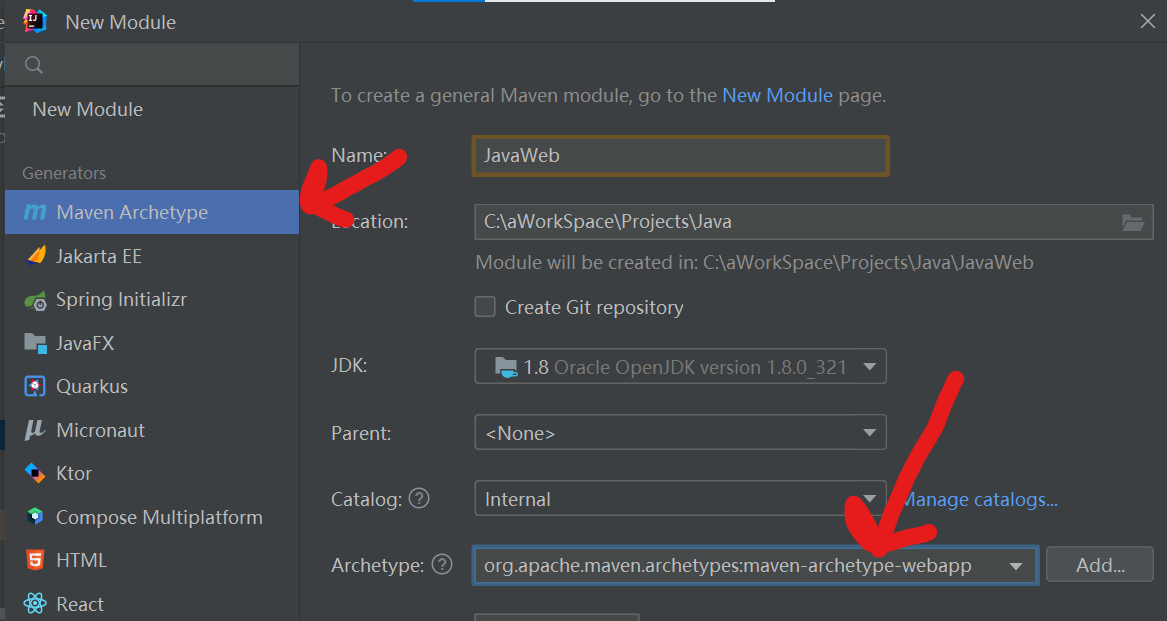 New Module
New Module
Generators
Maven Archetype
Jakarta EE
Spring Initializr
JavaFX
Quarkus
Micronaut
Ktor
Compose Multiplatform
HTML
React
To create a general Maven module, go to the New Module page.
Name: JavaWeb
Location: C:\aWorkSpace\Projects\Java
Module will be created in: C:\aWorkSpace\Projects\Java\JavaWeb
Create Git repository
JDK: 1.8 Oracle OpenJDK version 1.8.0_321
Parent: <None>
Catalog: ? Internal Manage catalogs...
Archetype: ? org.apache.maven.archetypes:maven-archetype-webapp Add...